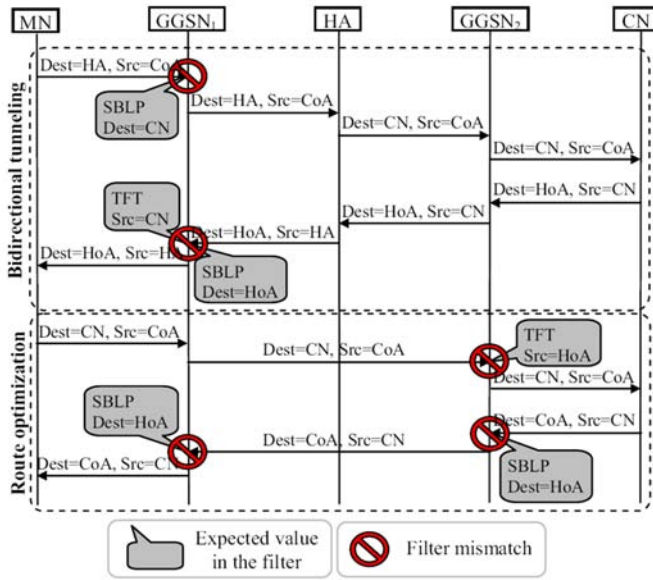 MN GGSN1 HA GGSN2 CN
Bidirectional tunneling
Dest=HA, Src=CoA
SBLP
Dest=CN
Dest=HA, Src=CoA
Dest=CN, Src=CoA
Dest=CN, Src=CoA
Dest=HoA, Src=CN
Dest=HoA, Src=CN
TFT
Src=CN
Dest=HoA, Src=HA
Dest=HoA, Src=HA
SBLP
Dest=HoA
Route optimization
Dest=CN, Src=CoA
Dest=CN, Src=CoA
TFT
Src=HoA
Dest=CN, Src=CoA
SBLP
Dest=HoA
Dest=CoA, Src=CN
Dest=CoA, Src=CN
Dest=CoA, Src=CN
SBLP
Dest=HoA
Expected value
in the filter
Filter mismatch